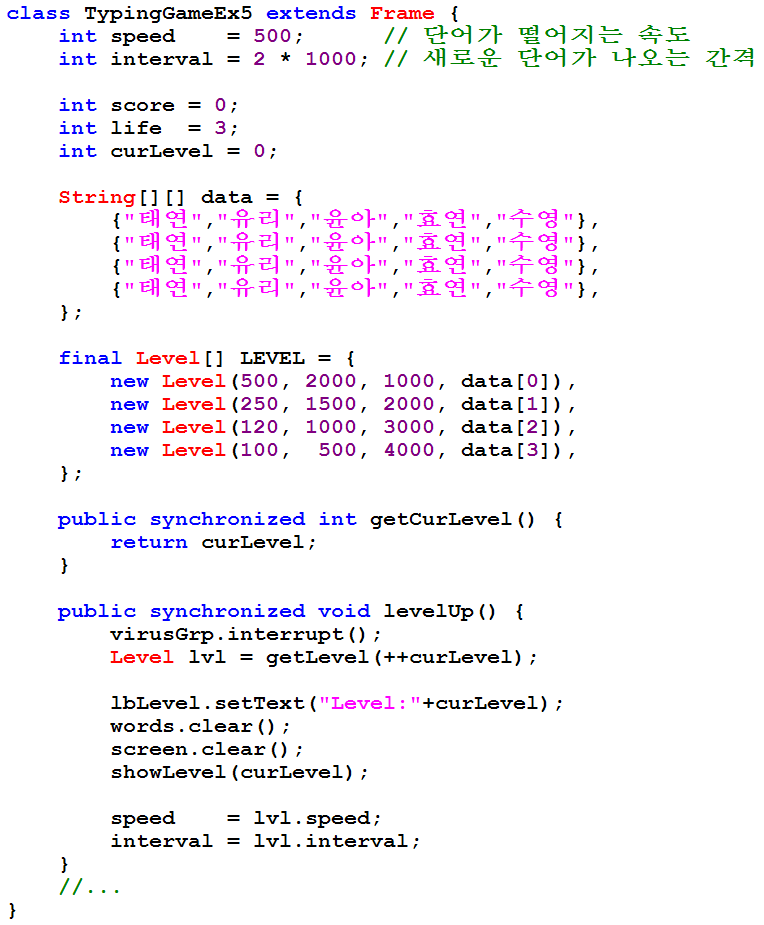 class TypingGameEx5 extends Frame {
    int speed    = 500;      // 단어가 떨어지는 속도
    int interval = 2 * 1000; // 새로운 단어가 나오는 간격

    int score = 0;
    int life  = 3;
    int curLevel = 0;

    String[][] data = {
        {"태연","유리","윤아","효연","수영"},
        {"태연","유리","윤아","효연","수영"},
        {"태연","유리","윤아","효연","수영"},
        {"태연","유리","윤아","효연","수영"},
    };

    final Level[] LEVEL = {
        new Level(500, 2000, 1000, data[0]),
        new Level(250, 1500, 2000, data[1]),
        new Level(120, 1000, 3000, data[2]),
        new Level(100,  500, 4000, data[3]),
    };

    public synchronized int getCurLevel() {
        return curLevel;
    }

    public synchronized void levelUp() {
        virusGrp.interrupt();
        Level lvl = getLevel(++curLevel);

        lbLevel.setText("Level:"+curLevel);
        words.clear();
        screen.clear();
        showLevel(curLevel);

        speed    = lvl.speed;
        interval = lvl.interval;
    }
    //...
}